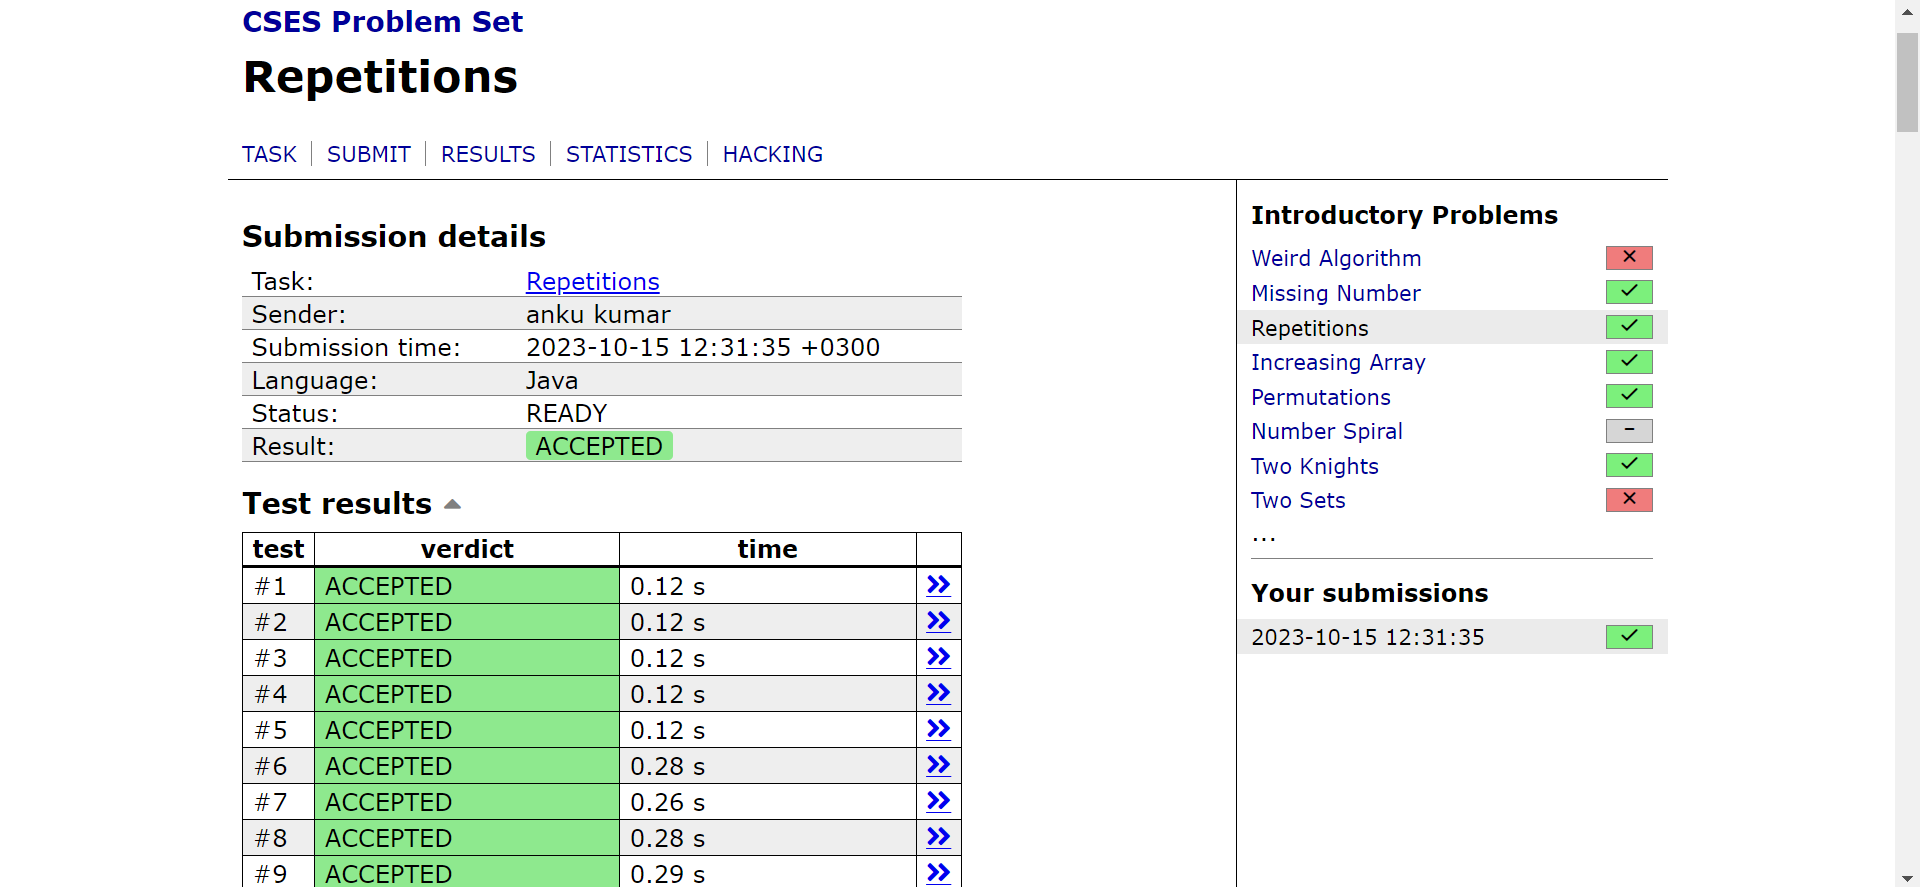 CSES Problem Set
Repetitions
TASK | SUBMIT | RESULTS | STATISTICS | HACKING
Submission details
Task: Repetitions
Sender: anku kumar
Submission time: 2023-10-15 12:31:35 +0300
Language: Java
Status: READY
Result: ACCEPTED
Test results
test verdict time
#1 ACCEPTED 0.12 s »
#2 ACCEPTED 0.12 s »
#3 ACCEPTED 0.12 s »
#4 ACCEPTED 0.12 s »
#5 ACCEPTED 0.12 s »
#6 ACCEPTED 0.28 s »
#7 ACCEPTED 0.26 s »
#8 ACCEPTED 0.28 s »
#9 ACCEPTED 0.29 s »
Introductory Problems
Weird Algorithm
Missing Number
Repetitions
Increasing Array
Permutations
Number Spiral –
Two Knights
Two Sets
...
Your submissions
2023-10-15 12:31:35